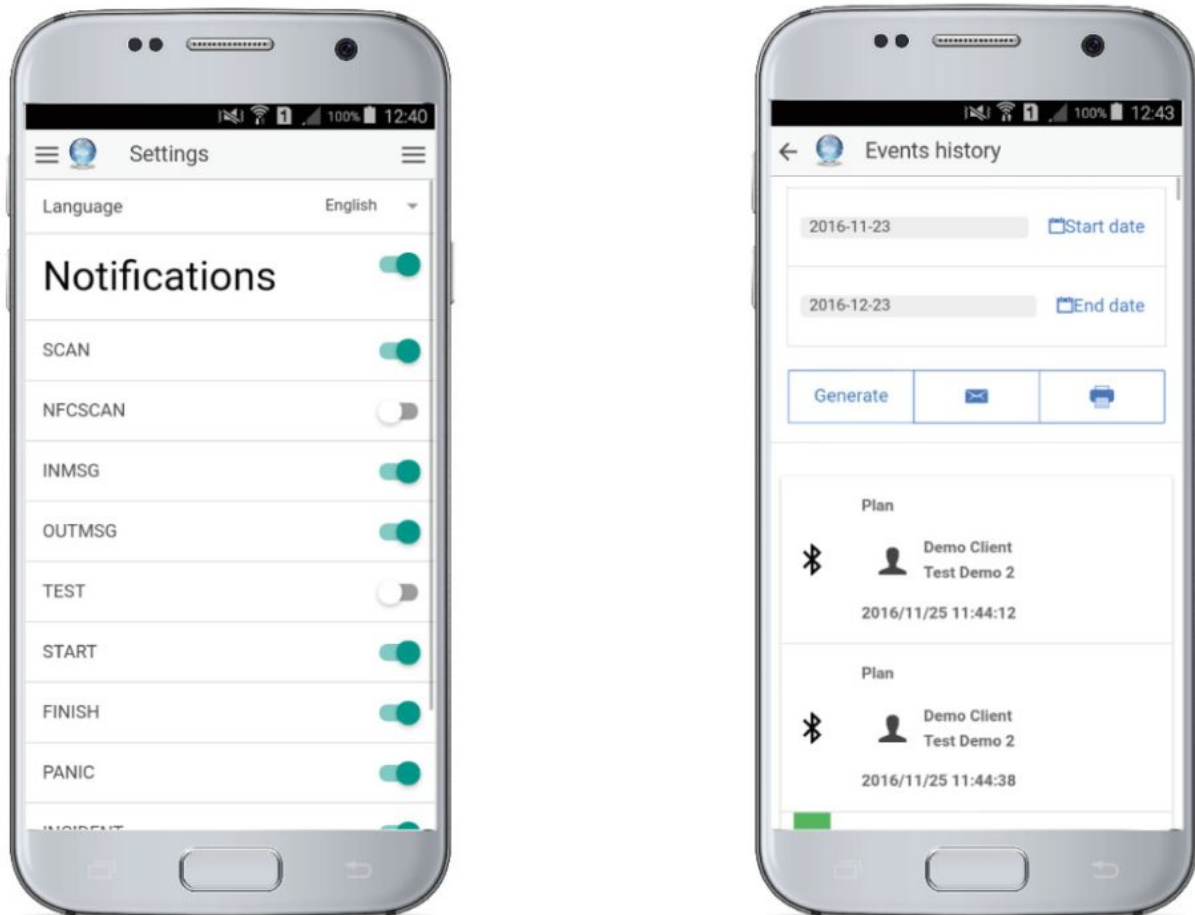 100% 12:40
Settings
Language English
Notifications
SCAN
NFCSCAN
INMSG
OUTMSG
TEST
START
FINISH
PANIC
INCIDENT
1 100% 12:43
Events history
2016-11-23 Start date
2016-12-23 End date
Generate
Plan
Demo Client
Test Demo 2
2016/11/25 11:44:12
Plan
Demo Client
Test Demo 2
2016/11/25 11:44:38